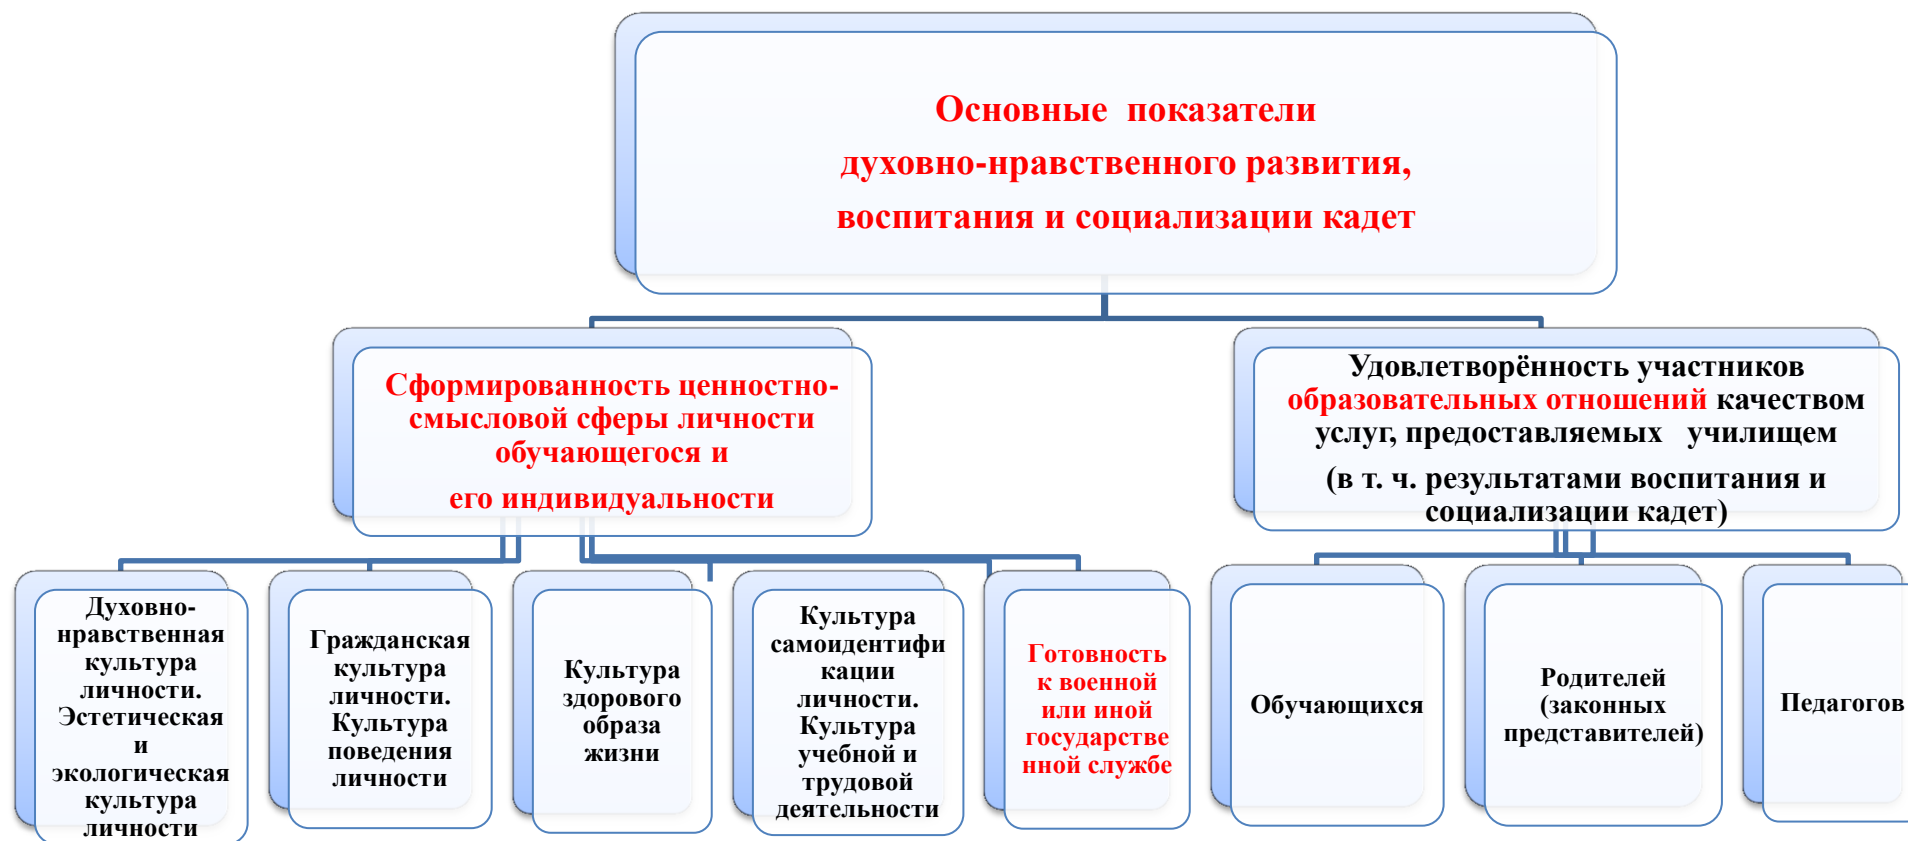 Основные показатели
духовно-нравственного развития,
воспитания и социализации кадет
Сформированность ценностно-
смысловой сферы личности
обучающегося и
его индивидуальности
Удовлетворённость участников
образовательных отношений качеством
услуг, предоставляемых училищем
(в т. ч. результатами воспитания и
социализации кадет)
Духовно-
нравственная
культура
личности.
Эстетическая
и
экологическая
культура
личности
Гражданская
культура
личности.
Культура
поведения
личности
Культура
здорового
образа
жизни
Культура
самоидентифи
кации
личности.
Культура
учебной и
трудовой
деятельности
Готовность
к военной
или иной
государстве
нной службе
Обучающихся
Родителей
(законных
представителей)
Педагогов